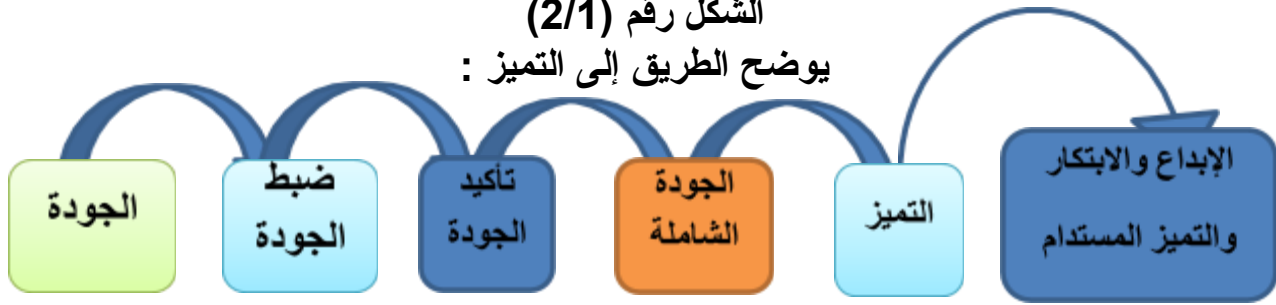 الشكل رقم (2/1)
يوضح الطريق إلى التميز :
الجودة
ضبط
الجودة
تأكيد
الجودة
الجودة
الشاملة
التميز
الإبداع والابتكار
والتميز المستدام